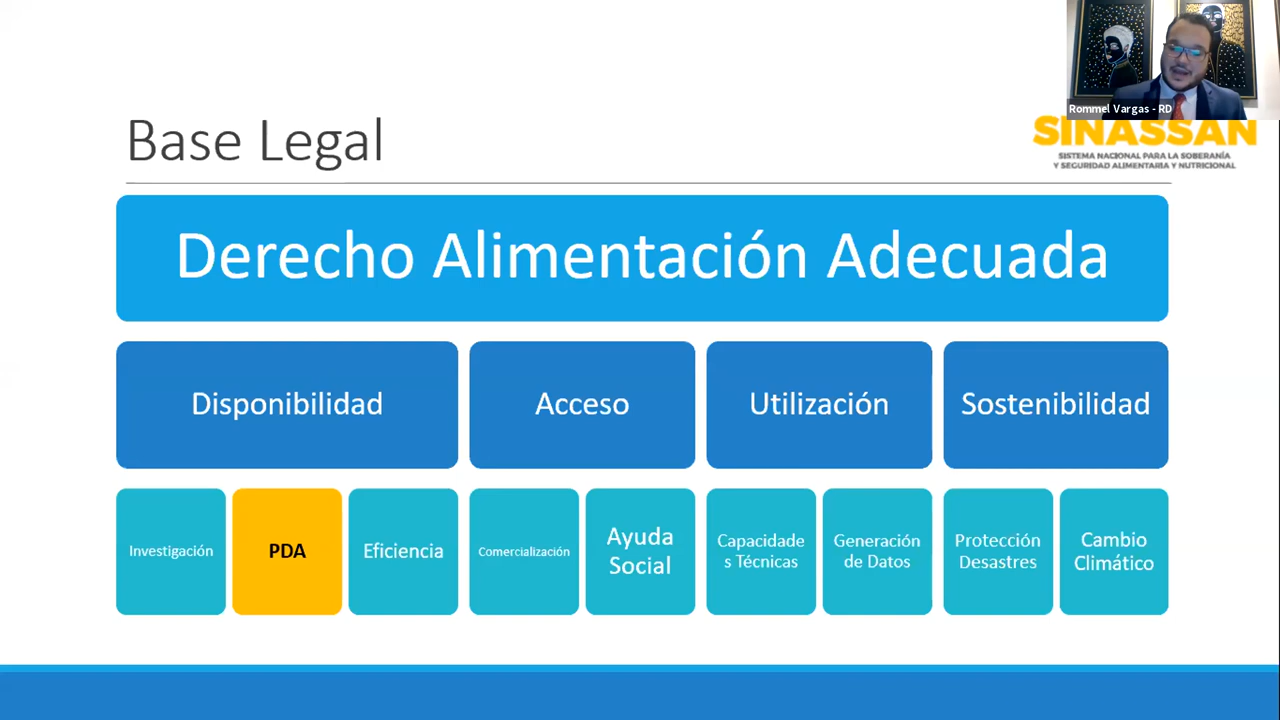 Rommel Vargas - RD
Base Legal
SINASSAN
SISTEMA NACIONAL PARA LA SOBERANÍA
Y SEGURIDAD ALIMENTARIA Y NUTRICIONAL
Derecho Alimentación Adecuada
Disponibilidad
Acceso
Utilización
Sostenibilidad
Investigación
PDA
Eficiencia
Comercialización
Ayuda
Social
Capacidade
s Técnicas
Generación
de Datos
Protección
Desastres
Cambio
Climático